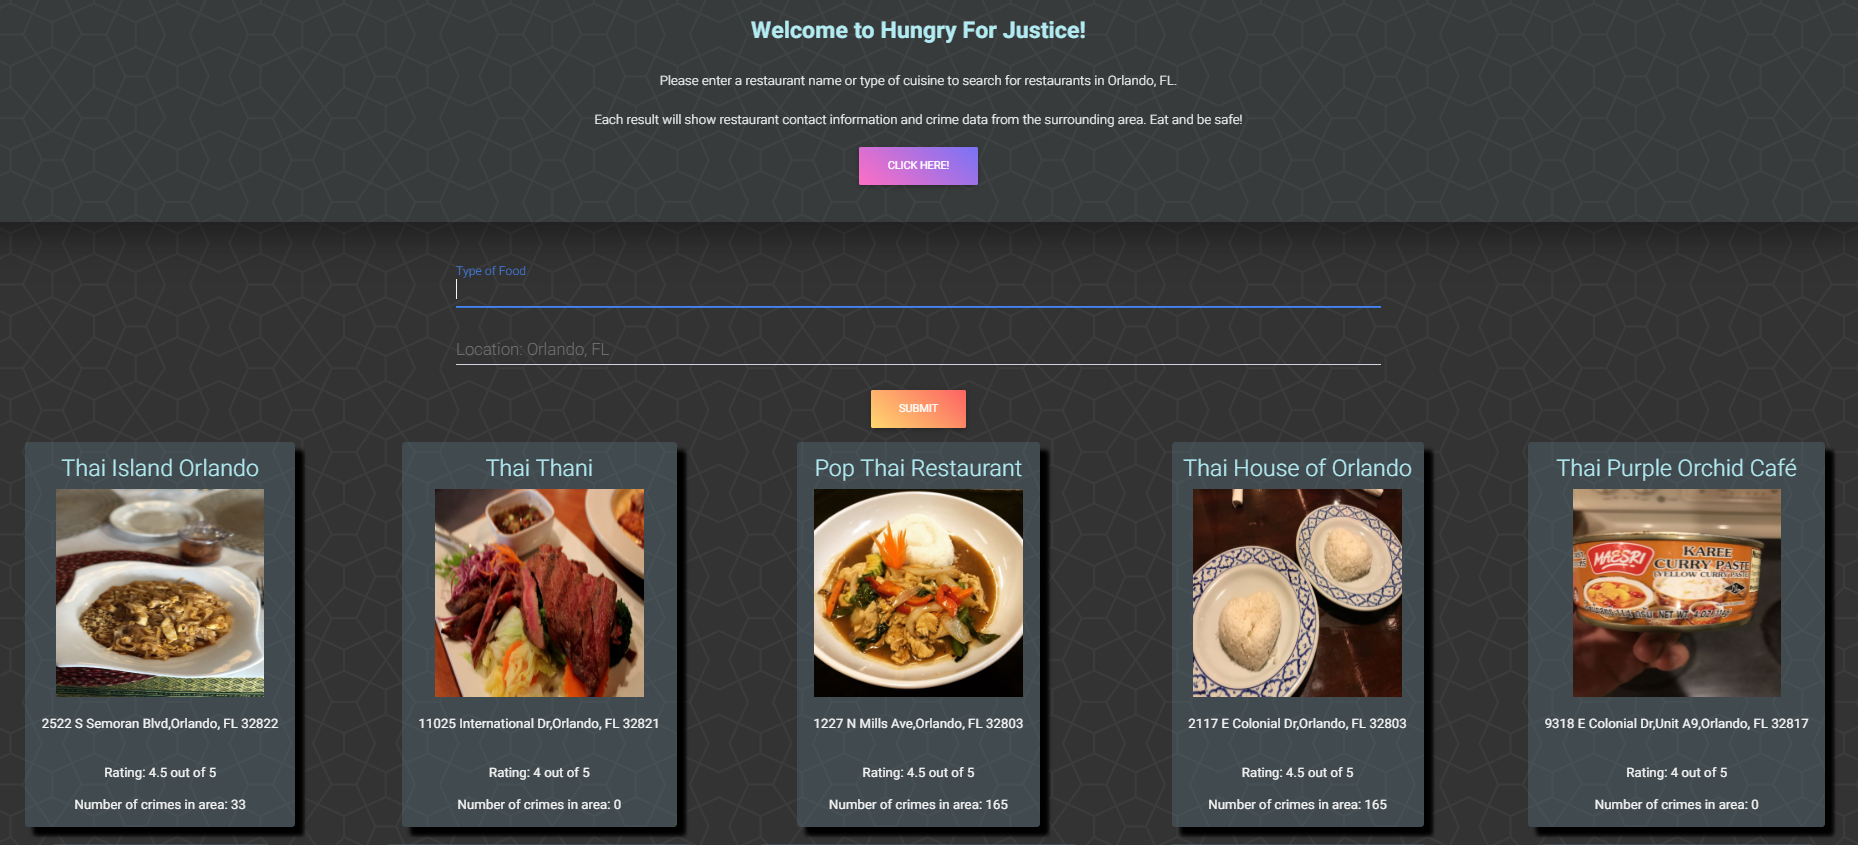 Welcome to Hungry For Justice!
Please enter a restaurant name or type of cuisine to search for restaurants in Orlando, FL.
Each result will show restaurant contact information and crime data from the surrounding area. Eat and be safe!
CLICK HERE!
Type of Food
Location: Orlando, FL
SUBMIT
Thai Island Orlando
2522 S Semoran Blvd,Orlando, FL 32822
Rating: 4.5 out of 5
Number of crimes in area: 33
Thai Thani
11025 International Dr,Orlando, FL 32821
Rating: 4 out of 5
Number of crimes in area: 0
Pop Thai Restaurant
1227 N Mills Ave,Orlando, FL 32803
Rating: 4.5 out of 5
Number of crimes in area: 165
Thai House of Orlando
2117 E Colonial Dr,Orlando, FL 32803
Rating: 4.5 out of 5
Number of crimes in area: 165
Thai Purple Orchid Café
MAESRI
KAREE
CURRY PASTE
(YELLOW CURRY PASTE)
NET WT.
9318 E Colonial Dr,Unit A9,Orlando, FL 32817
Rating: 4 out of 5
Number of crimes in area: 0